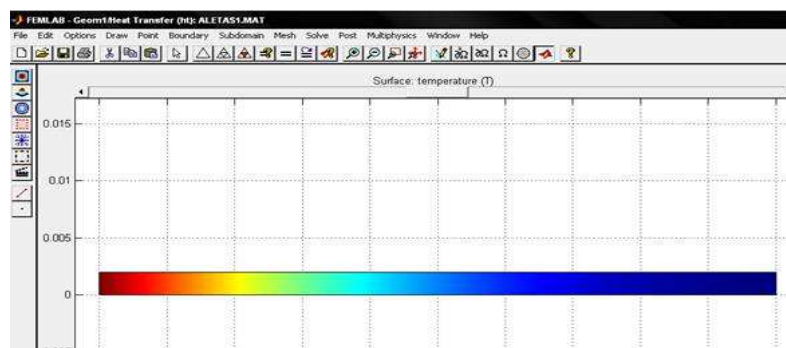 FEMLAB - Geom1/Heat Transfer (ht): ALETAS1.MAT
File Edit Options Draw Point Boundary Subdomain Mesh Solve Post Multiphysics Window Help
Surface: temperature (T)
0.015
0.01
0.005
0